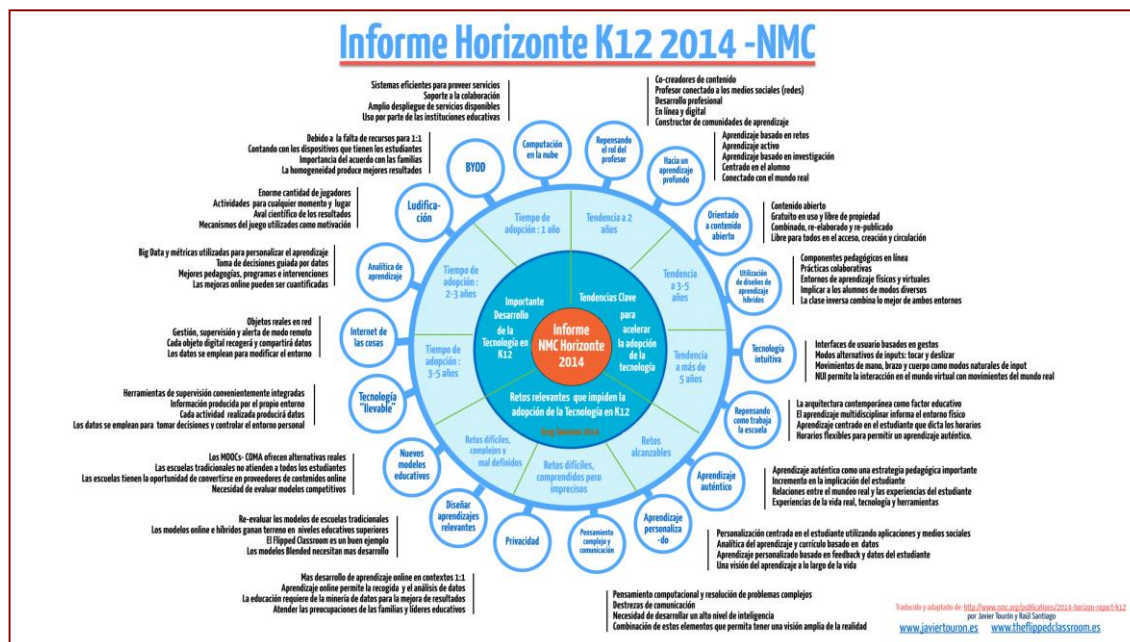 Informe Horizonte K12 2014 -NMC
Sistemas eficientes para proveer servicios
Soporte a la colaboración
Amplio despliegue de servicios disponibles
Uso por parte de las instituciones educativas
Co-creadores de contenido
Profesor conectado a los medios sociales (redes)
Desarrollo profesional
En línea y digital
Constructor de comunidades de aprendizaje
Computación
en la nube
Repensando
el rol del
profesor
Debido a la falta de recursos para 1:1
Contando con los dispositivos que tienen los estudiantes
Importancia del acuerdo con las familias
La homogeneidad produce mejores resultados
BYOD
Hacia un
aprendizaje
profundo
Aprendizaje basado en retos
Aprendizaje activo
Aprendizaje basado en investigación
Centrado en el alumno
Conectado con el mundo real
Enorme cantidad de jugadores
Actividades para cualquier momento y lugar
Aval científico de los resultados
Mecanismos del juego utilizados como motivación
Ludifica-
ción
Tiempo de
adopción : 1 año
Tendencia a 2
años
Orientado
a contenido
abierto
Contenido abierto
Gratuito en uso y libre de propiedad
Combinado, re-elaborado y re-publicado
Libre para todos en el acceso, creación y circulación
Big Data y métricas utilizadas para personalizar el aprendizaje
Toma de decisiones guiada por datos
Mejores pedagogías, programas e intervenciones
Las mejoras online pueden ser cuantificadas
Analítica de
aprendizaje
Tiempo de
adopción :
2-3 años
Tendencia
a 3-5
años
Utilización
de diseños de
aprendizaje
híbridos
Componentes pedagógicos en línea
Prácticas colaborativas
Entornos de aprendizaje físicos y virtuales
Implicar a los alumnos de modos diversos
La clase inversa combina lo mejor de ambos entornos
Importante
Desarrollo
de la
Tecnología en
K12
Tendencias Clave
para
acelerar
la adopción
de la
tecnología
Informe
NMC Horizonte
2014
Objetos reales en red
Gestión, supervisión y alerta de modo remoto
Cada objeto digital recogerá y compartirá datos
Los datos se emplean para modificar el entorno
Internet de
las cosas
Tiempo de
adopción :
3-5 años
Tendencia
a más de
5 años
Tecnología
intuitiva
Interfaces de usuario basados en gestos
Modos alternativos de inputs: tocar y deslizar
Movimientos de mano, brazo y cuerpo como modos naturales de input
NUI permite la interacción en el mundo virtual con movimientos del mundo real
Herramientas de supervisión convenientemente integradas
Información producida por el propio entorno
Cada actividad realizada producirá datos
Los datos se emplean para tomar decisiones y controlar el entorno personal
Tecnología
"llevable"
Retos relevantes que impiden la
adopción de la Tecnología en K12
Repensando
como trabaja
la escuela
La arquitectura contemporánea como factor educativo
El aprendizaje multidisciplinar informa el entorno físico
Aprendizaje centrado en el estudiante que dicta los horarios
Horarios flexibles para permitir un aprendizaje auténtico.
Los MOOCs- COMA ofrecen alternativas reales
Las escuelas tradicionales no atienden a todos los estudiantes
Las escuelas tienen la oportunidad de convertirse en proveedores de contenidos online
Necesidad de evaluar modelos competitivos
Nuevos
modelos
educativos
Retos difíciles,
complejos y
mal definidos
Retos difíciles,
comprendidos pero
imprecisos
Retos
alcanzables
Aprendizaje
auténtico
Aprendizaje auténtico como una estrategia pedagógica importante
Incremento en la implicación del estudiante
Relaciones entre el mundeo real y las experiencias del estudiante
Experiencias de la vida real, tecnología y herramientas
Re-evaluar los modelos de escuelas tradicionales
Los modelos online e híbridos ganan terreno en niveles educativos superiores
El Flipped Classroom es un buen ejemplo
Los modelos Blended necesitan mas desarrollo
Diseñar
aprendizajes
relevantes
Privacidad
Pensamiento
complejo y
comunicación
Aprendizaje
personaliza
-do
Personalización centrada en el estudiante utilizando aplicaciones y medios sociales
Analítica del aprendizaje y currículo basado en datos
Aprendizaje personalizado basado en feedback y datos del estudiante
Una visión del aprendizaje a lo largo de la vida
Mas desarrollo de aprendizaje online en contextos 1:1
Aprendizaje online permite la recogida y el análisis de datos
La educación requiere de la minería de datos para la mejora de resultados
Atender las preocupaciones de las familias y líderes educativos
Pensamiento computacional y resolución de problemas complejos
Destrezas de comunicación
Necesidad de desarrollar un alto nivel de inteligencia
Combinación de estos elementos que permita tener una visión amplia de la realidad
Traducido y adaptado de: http://www.nmc.org/publications/2014-horizon-report-k12
por Javier Tourón y Raúl Santiago
www.javiertouron.es www.theflippedclassroom.es